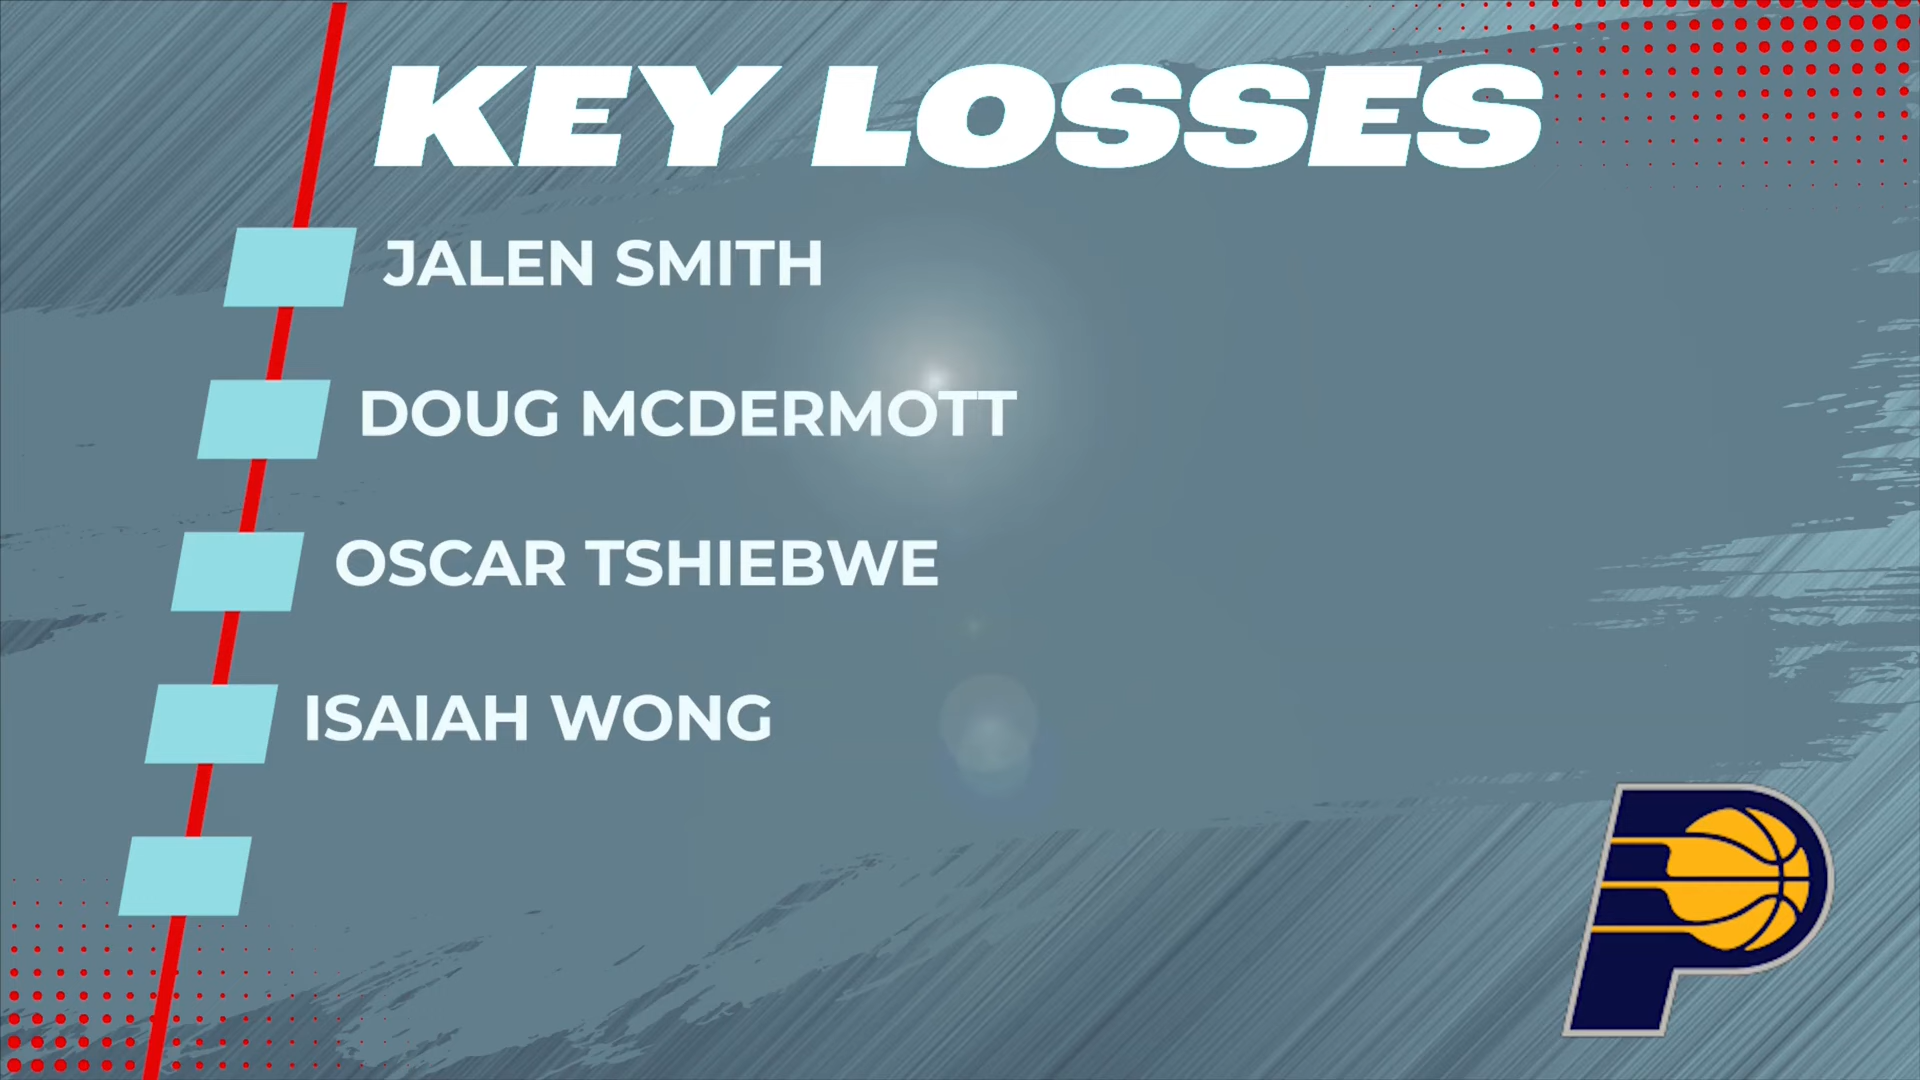 KEY LOSSES
JALEN SMITH
DOUG MCDERMOTT
OSCAR TSHIEBWE
ISAIAH WONG